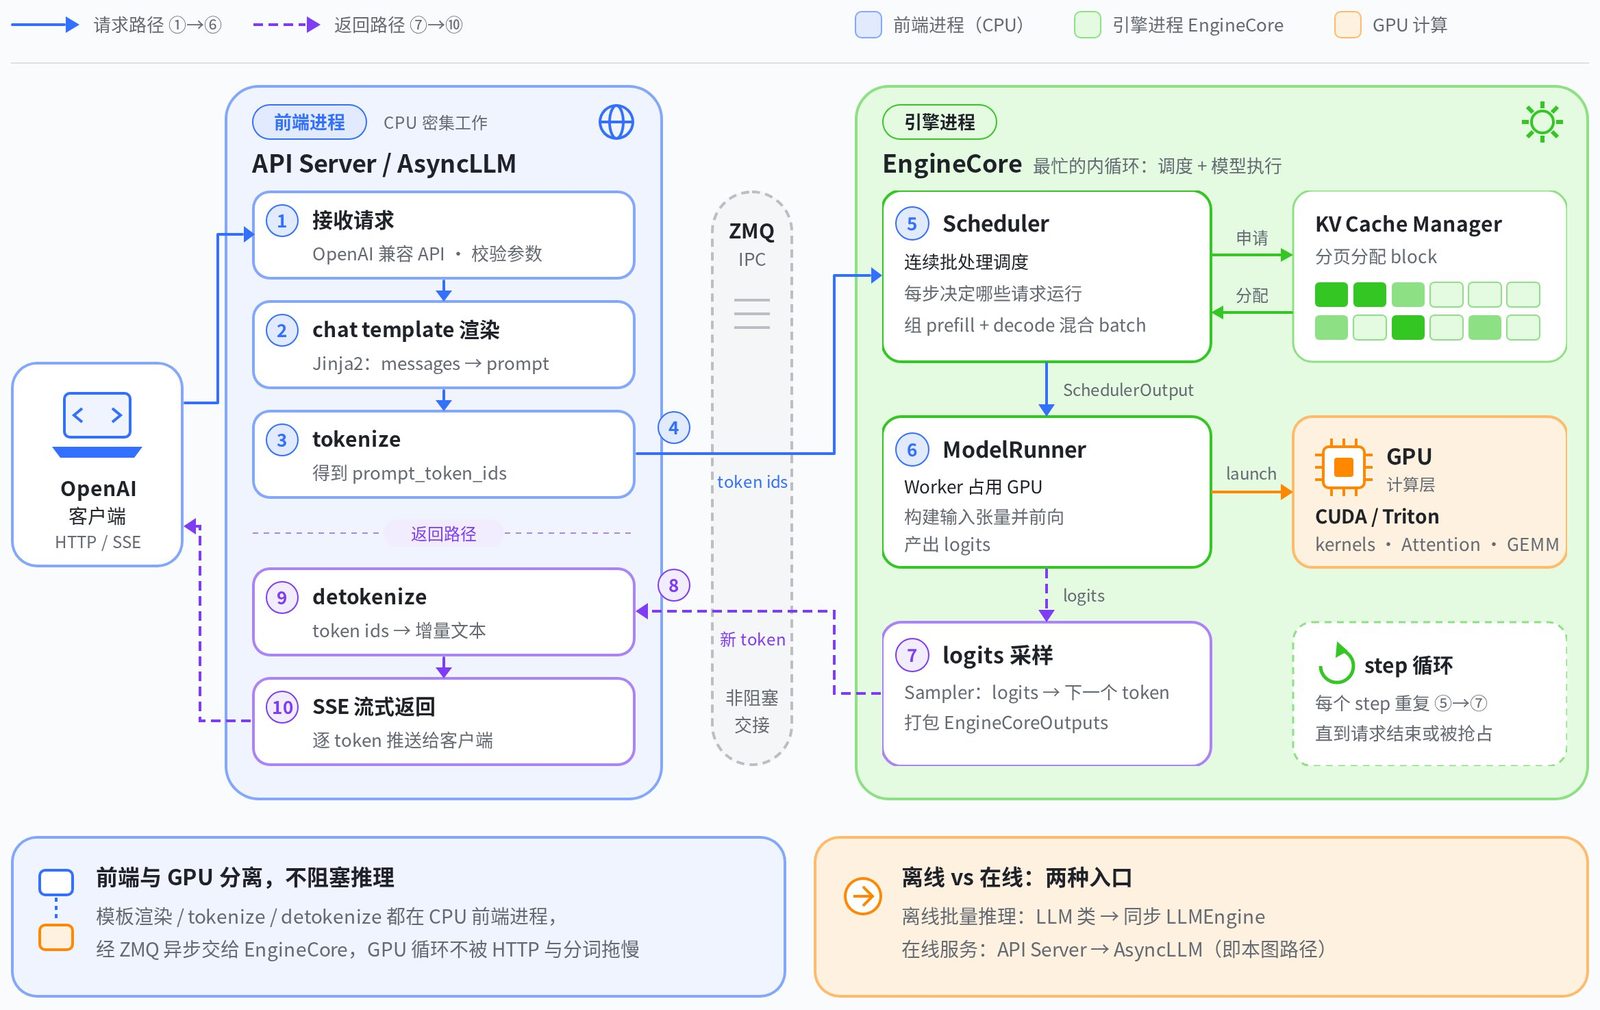 请求路径 ①→⑥
返回路径 ⑦→⑩
前端进程（CPU）
引擎进程 EngineCore
GPU 计算
前端进程
CPU 密集工作
API Server / AsyncLLM
1
接收请求
OpenAI 兼容 API · 校验参数
2
chat template 渲染
Jinja2：messages → prompt
3
tokenize
得到 prompt_token_ids
返回路径
9
detokenize
token ids → 增量文本
10
SSE 流式返回
逐 token 推送给客户端
OpenAI
客户端
HTTP / SSE
4
8
ZMQ
IPC
token ids
新 token
非阻塞
交接
引擎进程
EngineCore 最忙的内循环：调度 + 模型执行
5
Scheduler
连续批处理调度
每步决定哪些请求运行
组 prefill + decode 混合 batch
申请
分配
KV Cache Manager
分页分配 block
SchedulerOutput
6
ModelRunner
Worker 占用 GPU
构建输入张量并前向
产出 logits
launch
GPU
计算层
CUDA / Triton
kernels · Attention · GEMM
logits
7
logits 采样
Sampler：logits → 下一个 token
打包 EngineCoreOutputs
step 循环
每个 step 重复 ⑤→⑦
直到请求结束或被抢占
前端与 GPU 分离，不阻塞推理
模板渲染 / tokenize / detokenize 都在 CPU 前端进程，
经 ZMQ 异步交给 EngineCore，GPU 循环不被 HTTP 与分词拖慢
离线 vs 在线：两种入口
离线批量推理：LLM 类 → 同步 LLMEngine
在线服务：API Server → AsyncLLM（即本图路径）